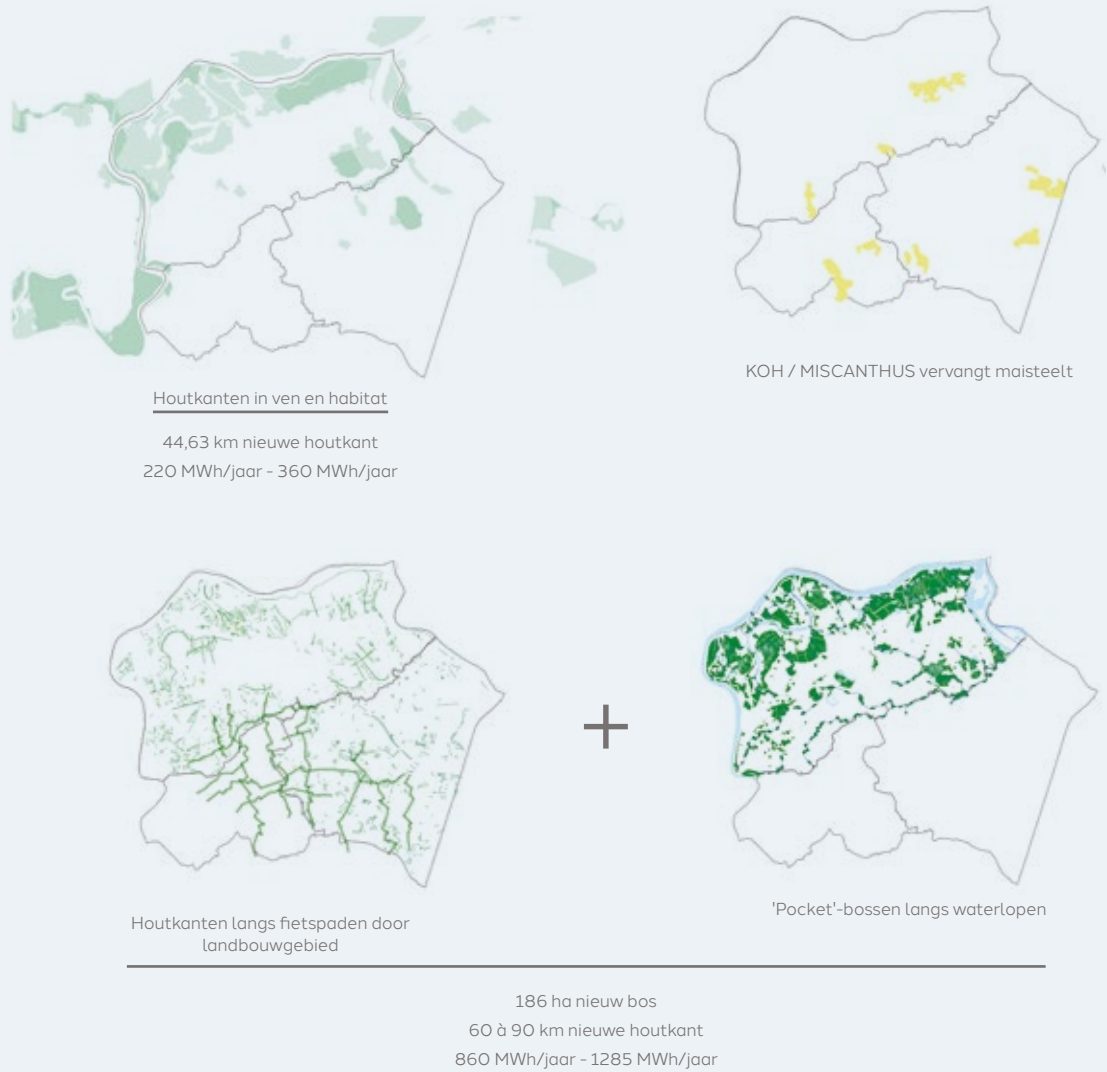 Houtkanten in ven en habitat
44,63 km nieuwe houtkant
220 MWh/jaar - 360 MWh/jaar
KOH / MISCANTHUS vervangt maisteelt
Houtkanten langs fietspaden door
landbouwgebied
+
'Pocket'-bossen langs waterlopen
186 ha nieuw bos
60 à 90 km nieuwe houtkant
860 MWh/jaar - 1285 MWh/jaar